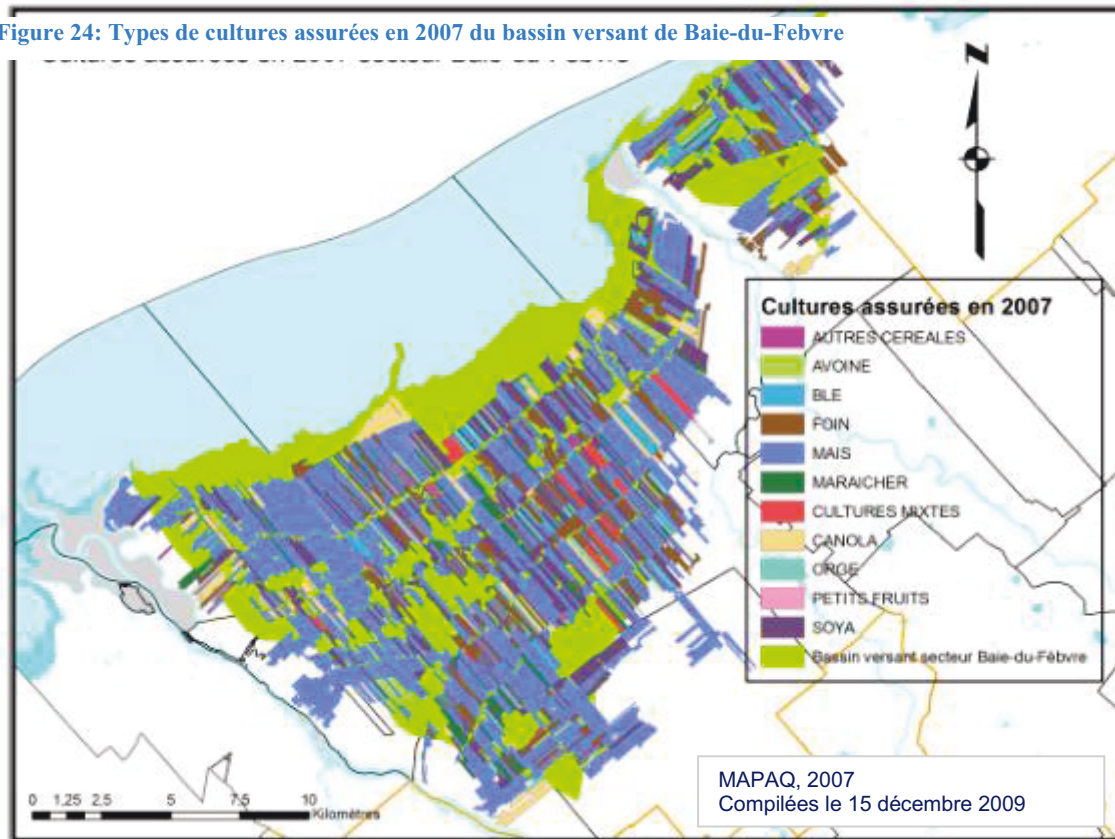 Figure 24: Types de cultures assurées en 2007 du bassin versant de Baie-du-Febvre
N
Cultures assurées en 2007
AUTRES CEREALES
AVOINE
BLE
FOIN
MAIS
MARAICHER
CULTURES MIXTES
CANOLA
ORGE
PETITS FRUITS
SOYA
Bassin versant secteur Baie-du-Fèbvre
MAPAQ, 2007
Compilées le 15 décembre 2009
0 1,25 2,5 5 7,5 10
Kilomètres